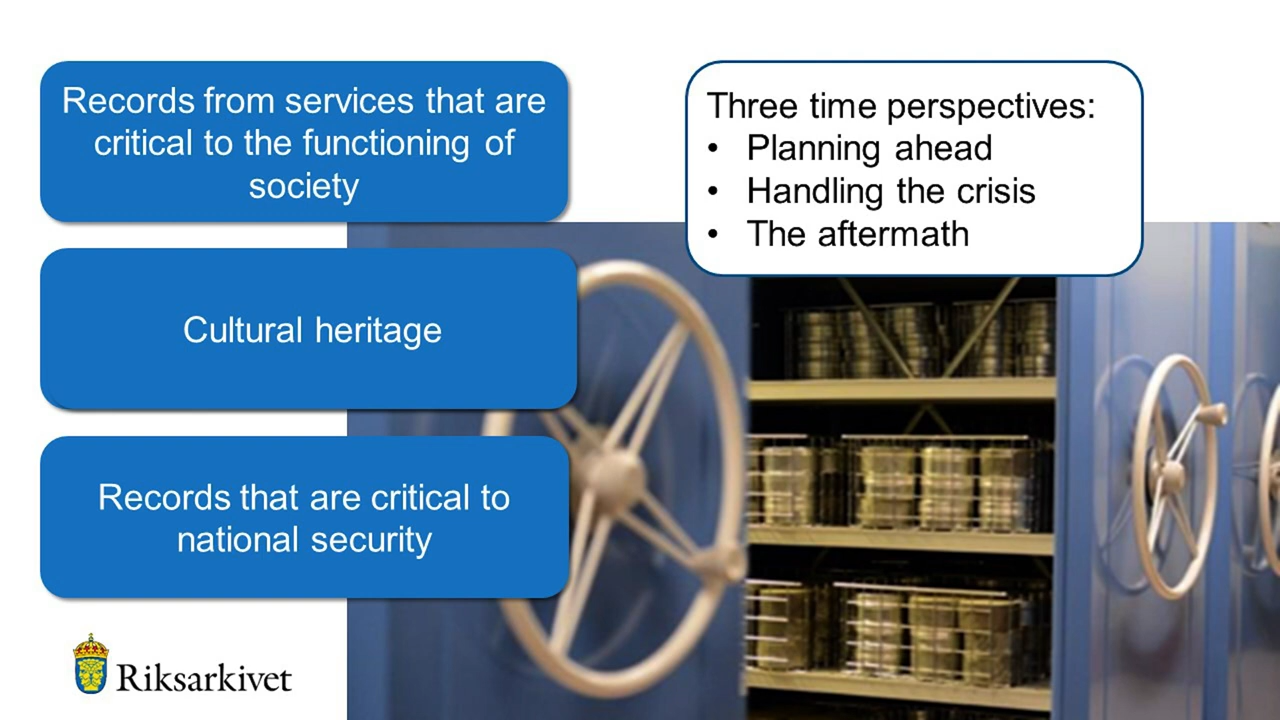 Records from services that are
critical to the functioning of
society
Cultural heritage
Records that are critical to
national security
Three time perspectives:
• Planning ahead
• Handling the crisis
• The aftermath
Riksarkivet